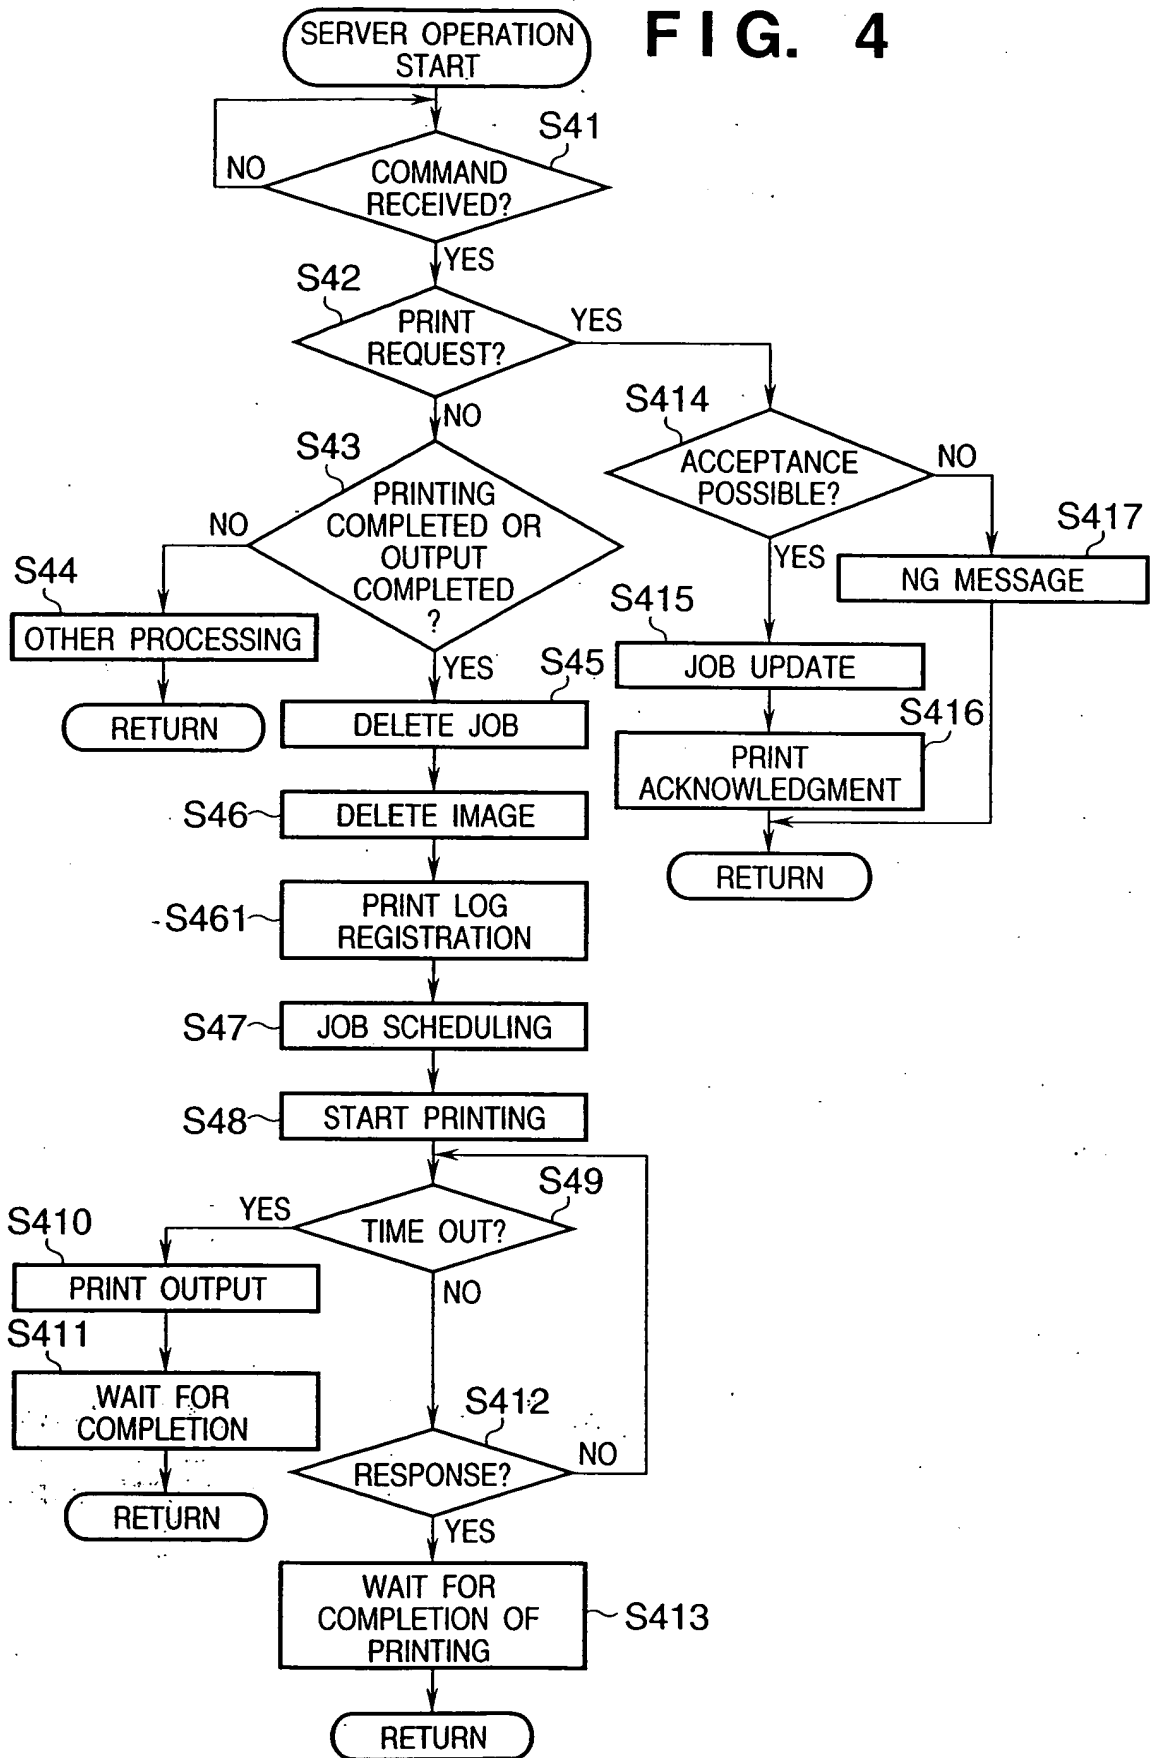 FIG. 4
SERVER OPERATION
START
S41
NO
COMMAND
RECEIVED?
YES
S42
PRINT
REQUEST?
YES
NO
S414
ACCEPTANCE
POSSIBLE?
NO
YES
S417
NG MESSAGE
S415
JOB UPDATE
S416
PRINT
ACKNOWLEDGMENT
RETURN
S43
PRINTING
COMPLETED OR
OUTPUT
COMPLETED
?
NO
S44
OTHER PROCESSING
RETURN
YES
S45
DELETE JOB
S46
DELETE IMAGE
S461
PRINT LOG
REGISTRATION
S47
JOB SCHEDULING
S48
START PRINTING
S49
TIME OUT?
YES
S410
PRINT OUTPUT
S411
WAIT FOR
COMPLETION
RETURN
NO
S412
RESPONSE?
NO
YES
WAIT FOR
COMPLETION OF
PRINTING
S413
RETURN